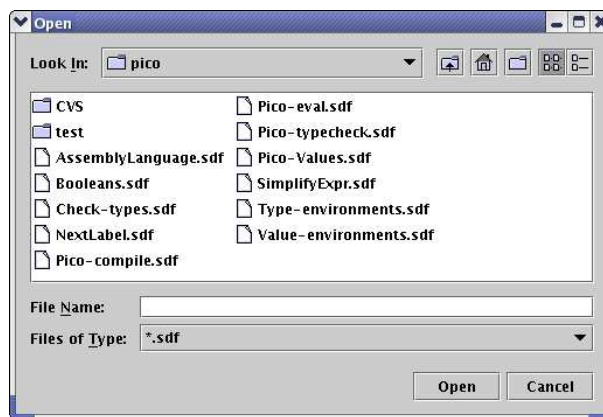 Open
Look In: pico
CVS
test
AssemblyLanguage.sdf
Booleans.sdf
Check-types.sdf
NextLabel.sdf
Pico-compile.sdf
Pico-eval.sdf
Pico-typecheck.sdf
Pico-Values.sdf
SimplifyExpr.sdf
Type-environments.sdf
Value-environments.sdf
File Name:
Files of Type: *.sdf
Open Cancel